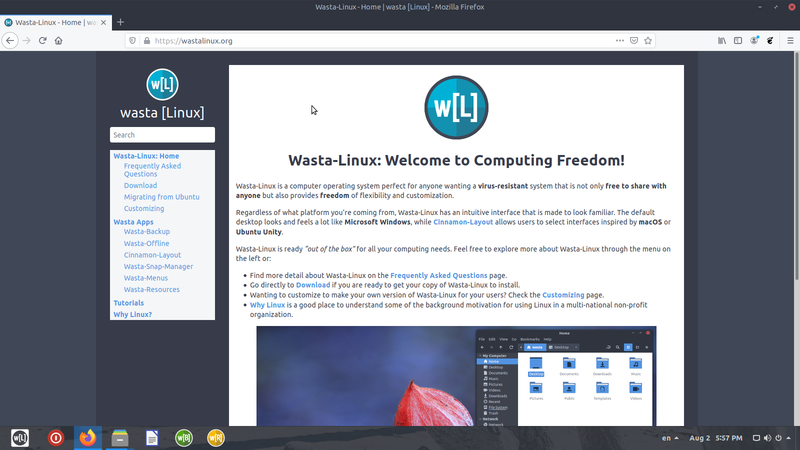 Wasta-Linux - Home | wasta [Linux] - Mozilla Firefox
Wasta-Linux - Home | wa
https://wastalinux.org
W[L]
wasta [Linux]
Search
Wasta-Linux: Home
Frequently Asked
Questions
Download
Migrating from Ubuntu
Customizing
Wasta Apps
Wasta-Backup
Wasta-Offline
Cinnamon-Layout
Wasta-Snap-Manager
Wasta-Menus
Wasta-Resources
Tutorials
Why Linux?
W[L]
Wasta-Linux: Welcome to Computing Freedom!
Wasta-Linux is a computer operating system perfect for anyone wanting a virus-resistant system that is not only free to share with
anyone but also provides freedom of flexibility and customization.
Regardless of what platform you're coming from, Wasta-Linux has an intuitive interface that is made to look familiar. The default
desktop looks and feels a lot like Microsoft Windows, while Cinnamon-Layout allows users to select interfaces inspired by macOS or
Ubuntu Unity.
Wasta-Linux is ready "out of the box" for all your computing needs. Feel free to explore more about Wasta-Linux through the menu on
the left or:
• Find more detail about Wasta-Linux on the Frequently Asked Questions page.
• Go directly to Download if you are ready to get your copy of Wasta-Linux to install.
• Wanting to customize to make your own version of Wasta-Linux for your users? Check the Customizing page.
• Why Linux is a good place to understand some of the background motivation for using Linux in a multi-national non-profit
organization.
Home
File Edit View Go Bookmarks Help
wasta Desktop
My Computer
Home
Desktop
Documents
Music
Pictures
Videos
Downloads
Recent
File System
Trash
Network
Desktop Documents Downloads Music
Pictures Public Templates Videos
W[L]
en Aug 2 5:57 PM